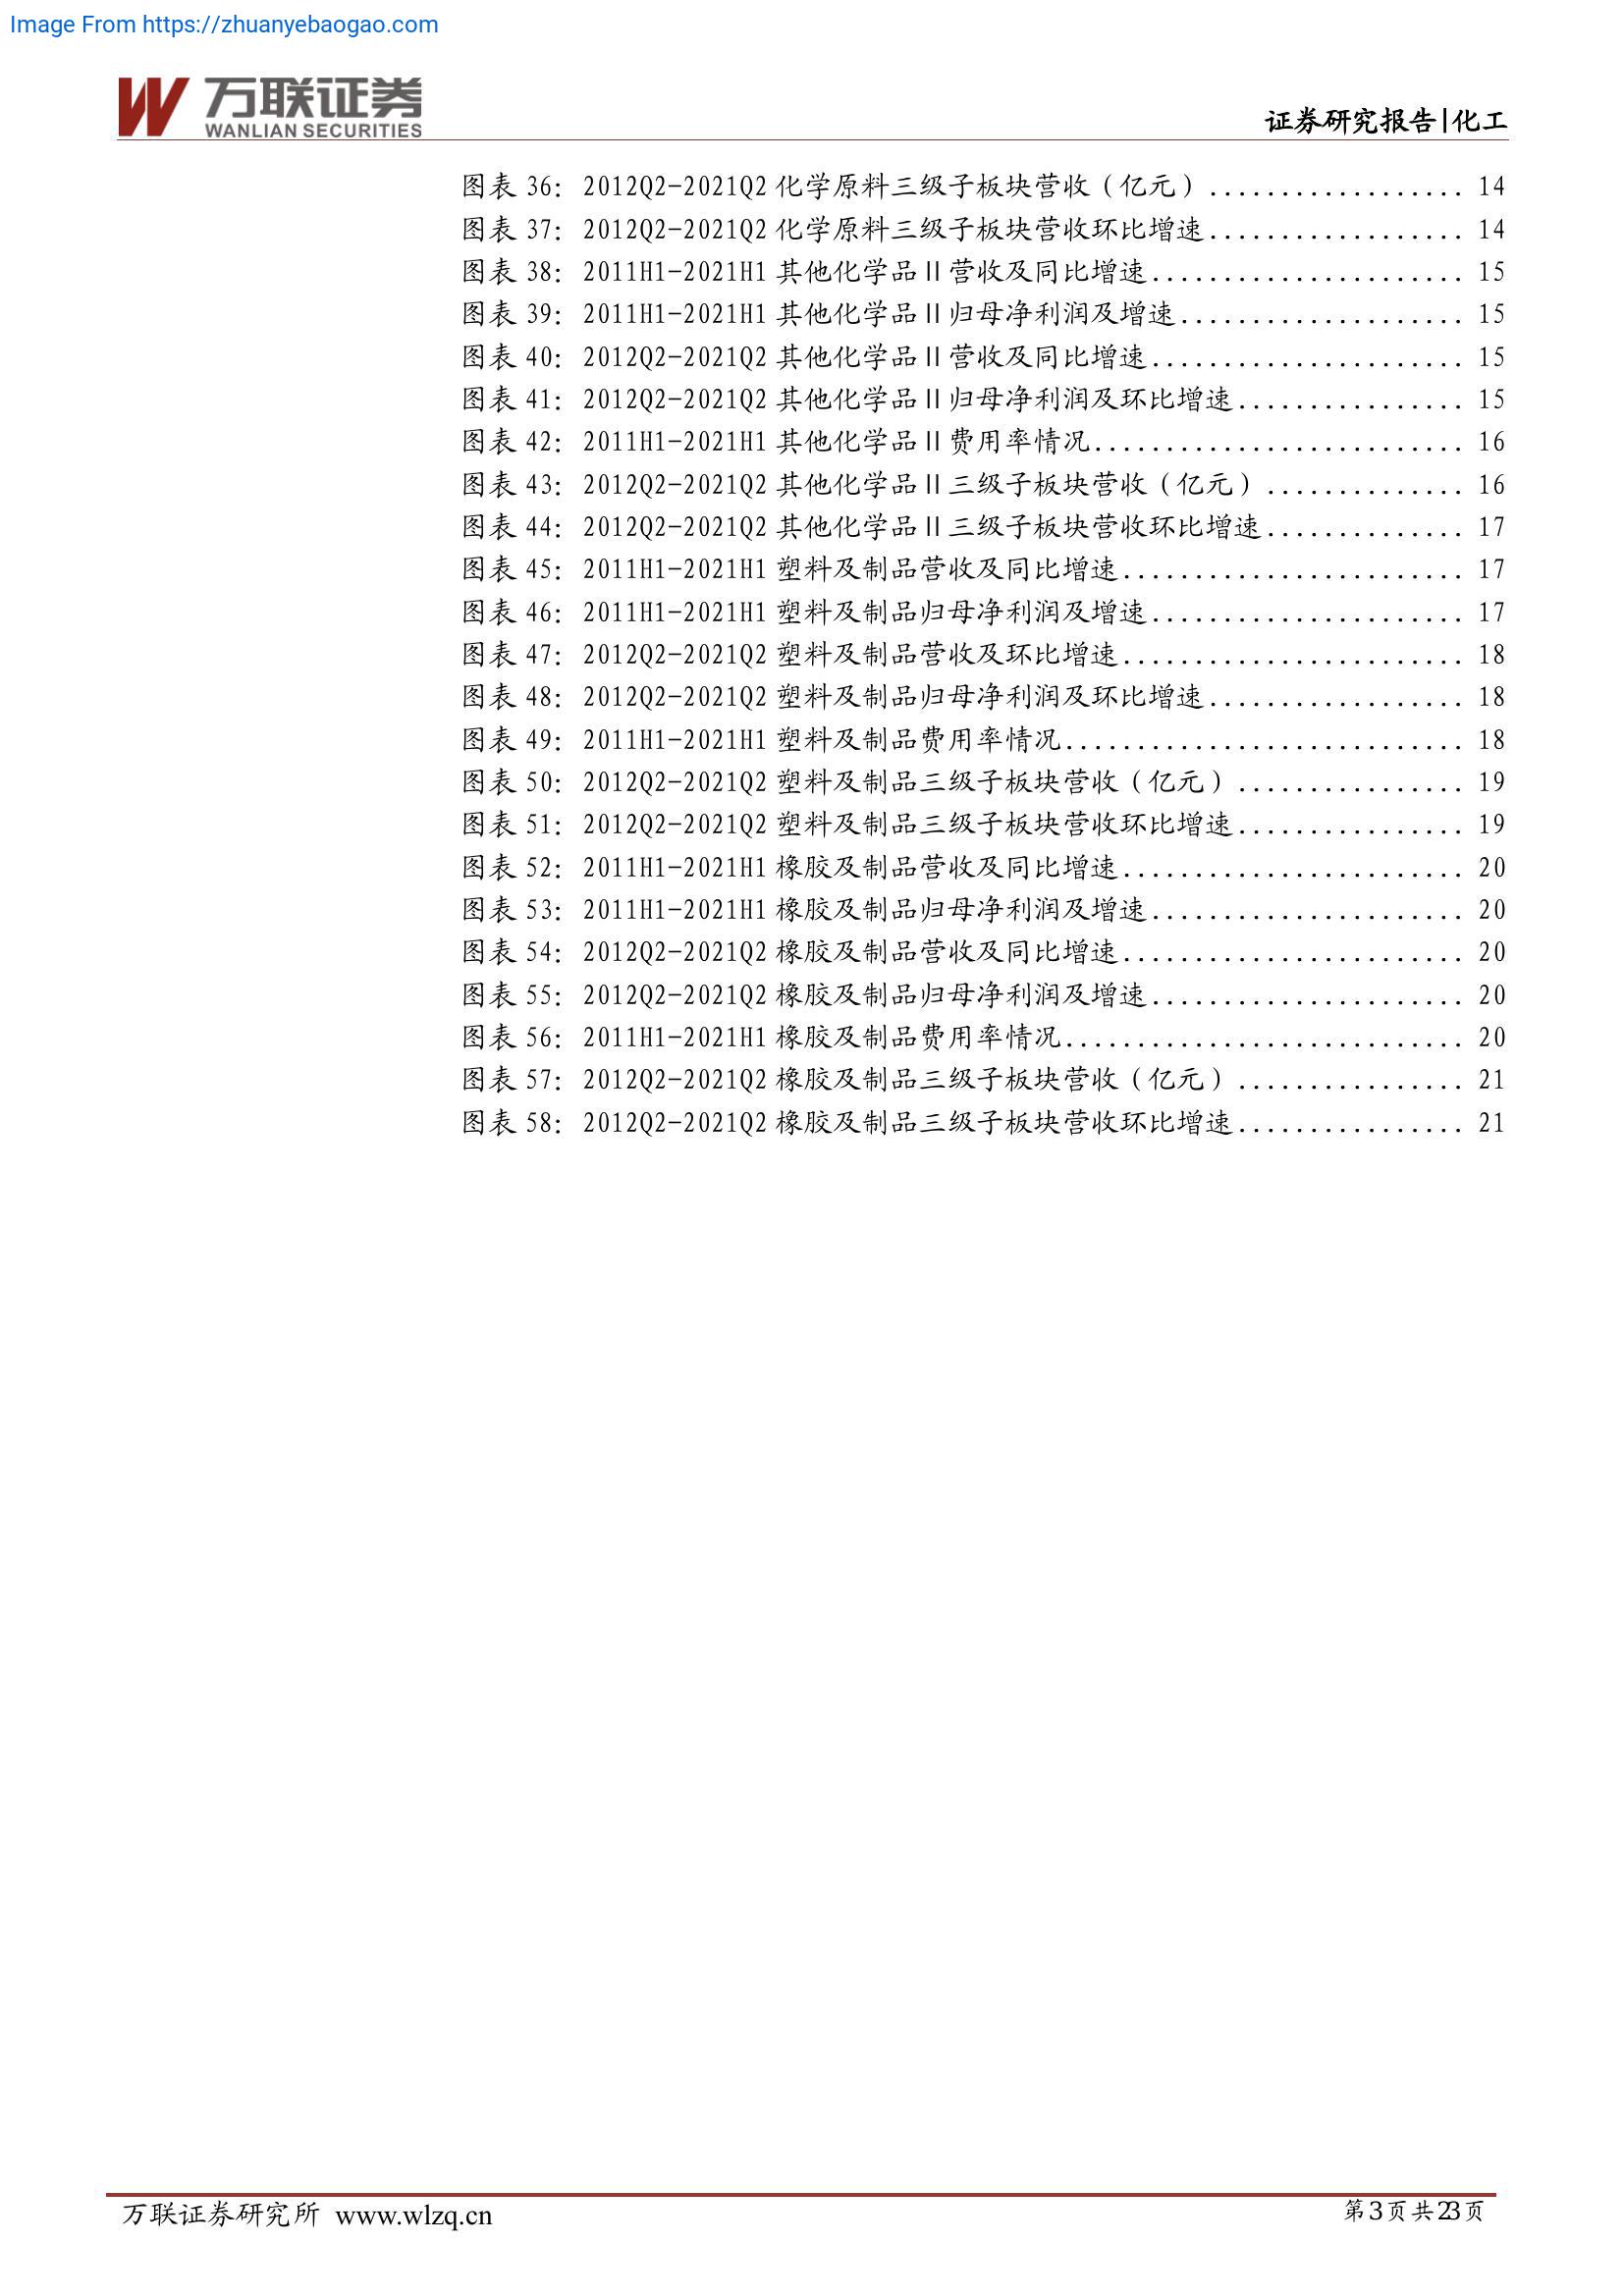 Image From https://zhuanyebaogao.com
万联证券
WANLIAN SECURITIES
证券研究报告|化工
图表 36： 2012Q2-2021Q2 化学原料三级子板块营收（亿元）.................. 14
图表 37： 2012Q2-2021Q2 化学原料三级子板块营收环比增速.................. 14
图表 38： 2011H1-2021H1 其他化学品Ⅱ营收及同比增速...................... 15
图表 39： 2011H1-2021H1 其他化学品Ⅱ归母净利润及增速.................... 15
图表 40： 2012Q2-2021Q2 其他化学品Ⅱ营收及同比增速...................... 15
图表 41： 2012Q2-2021Q2 其他化学品Ⅱ归母净利润及环比增速................ 15
图表 42： 2011H1-2021H1 其他化学品Ⅱ费用率情况.......................... 16
图表 43： 2012Q2-2021Q2 其他化学品Ⅱ三级子板块营收（亿元）.............. 16
图表 44： 2012Q2-2021Q2 其他化学品Ⅱ三级子板块营收环比增速.............. 17
图表 45： 2011H1-2021H1 塑料及制品营收及同比增速........................ 17
图表 46： 2011H1-2021H1 塑料及制品归母净利润及增速...................... 17
图表 47： 2012Q2-2021Q2 塑料及制品营收及环比增速........................ 18
图表 48： 2012Q2-2021Q2 塑料及制品归母净利润及环比增速.................. 18
图表 49： 2011H1-2021H1 塑料及制品费用率情况............................ 18
图表 50： 2012Q2-2021Q2 塑料及制品三级子板块营收（亿元）................ 19
图表 51： 2012Q2-2021Q2 塑料及制品三级子板块营收环比增速................ 19
图表 52： 2011H1-2021H1 橡胶及制品营收及同比增速........................ 20
图表 53： 2011H1-2021H1 橡胶及制品归母净利润及增速...................... 20
图表 54： 2012Q2-2021Q2 橡胶及制品营收及同比增速........................ 20
图表 55： 2012Q2-2021Q2 橡胶及制品归母净利润及增速...................... 20
图表 56： 2011H1-2021H1 橡胶及制品费用率情况............................ 20
图表 57： 2012Q2-2021Q2 橡胶及制品三级子板块营收（亿元）................ 21
图表 58： 2012Q2-2021Q2 橡胶及制品三级子板块营收环比增速................ 21
万联证券研究所 www.wlzq.cn 第3页共23页